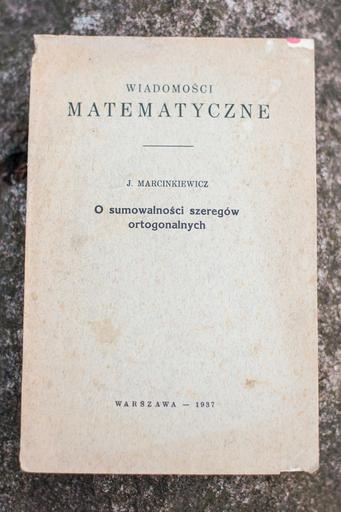 WIADOMOŚCI
MATEMATYCZNE
J. MARCINKIEWICZ
O sumowalności szeregów
ortogonalnych
WARSZAWA — 1937